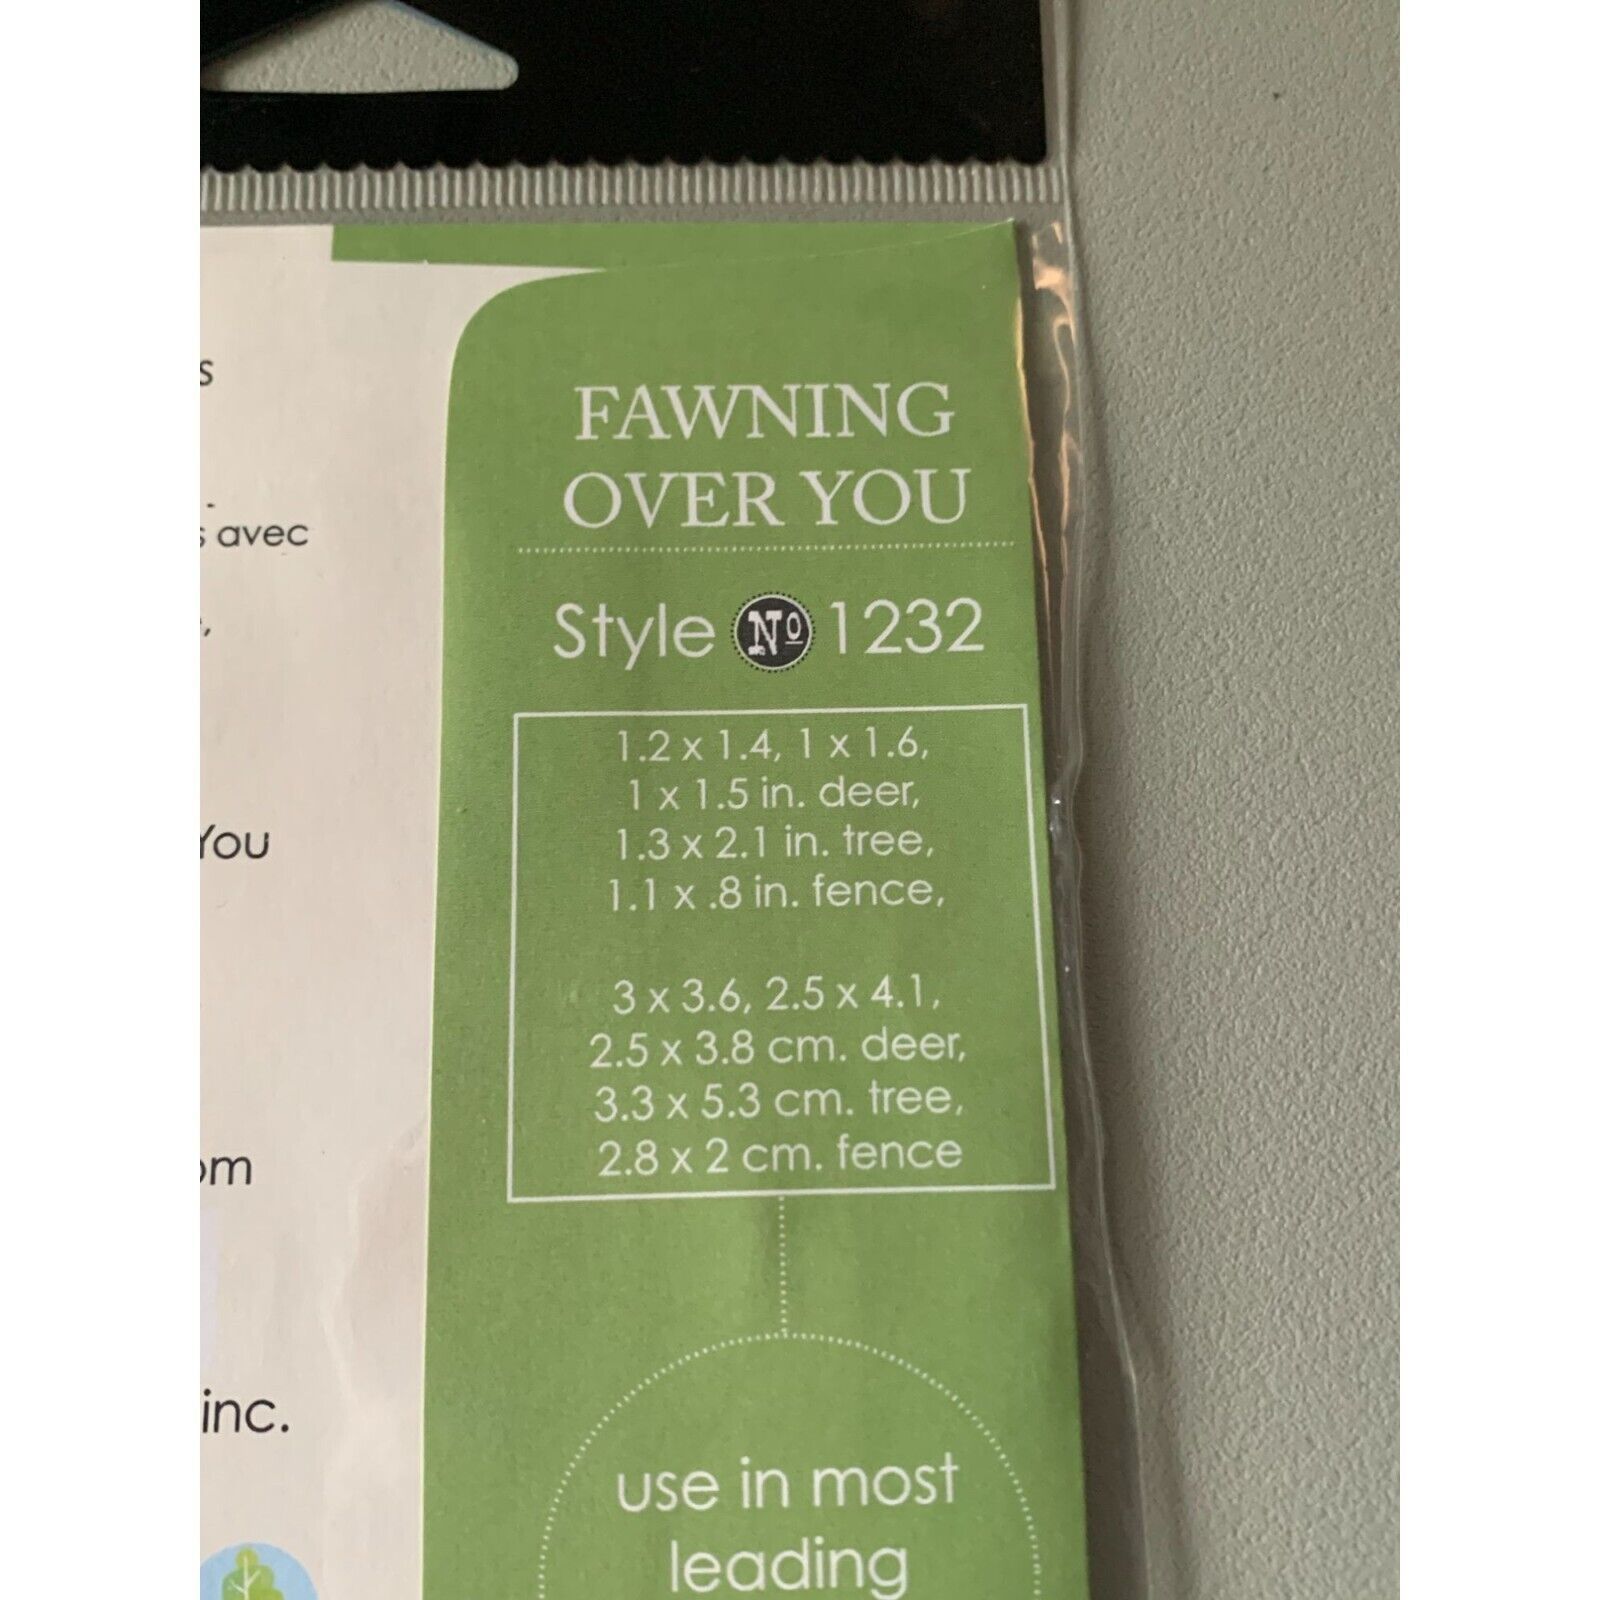 s
s avec
You
om
inc.
FAWNING
OVER YOU
Style № 1232
1.2 x 1.4, 1 x 1.6,
1 x 1.5 in. deer,
1.3 x 2.1 in. tree,
1.1 x .8 in. fence,
3 x 3.6, 2.5 x 4.1,
2.5 x 3.8 cm. deer,
3.3 x 5.3 cm. tree,
2.8 x 2 cm. fence
use in most
leading